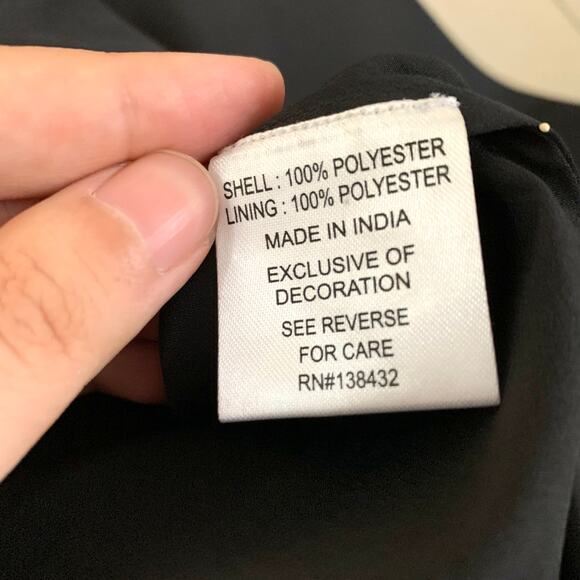 SHELL : 100% POLYESTER
LINING : 100% POLYESTER
MADE IN INDIA
EXCLUSIVE OF
DECORATION
SEE REVERSE
FOR CARE
RN#138432